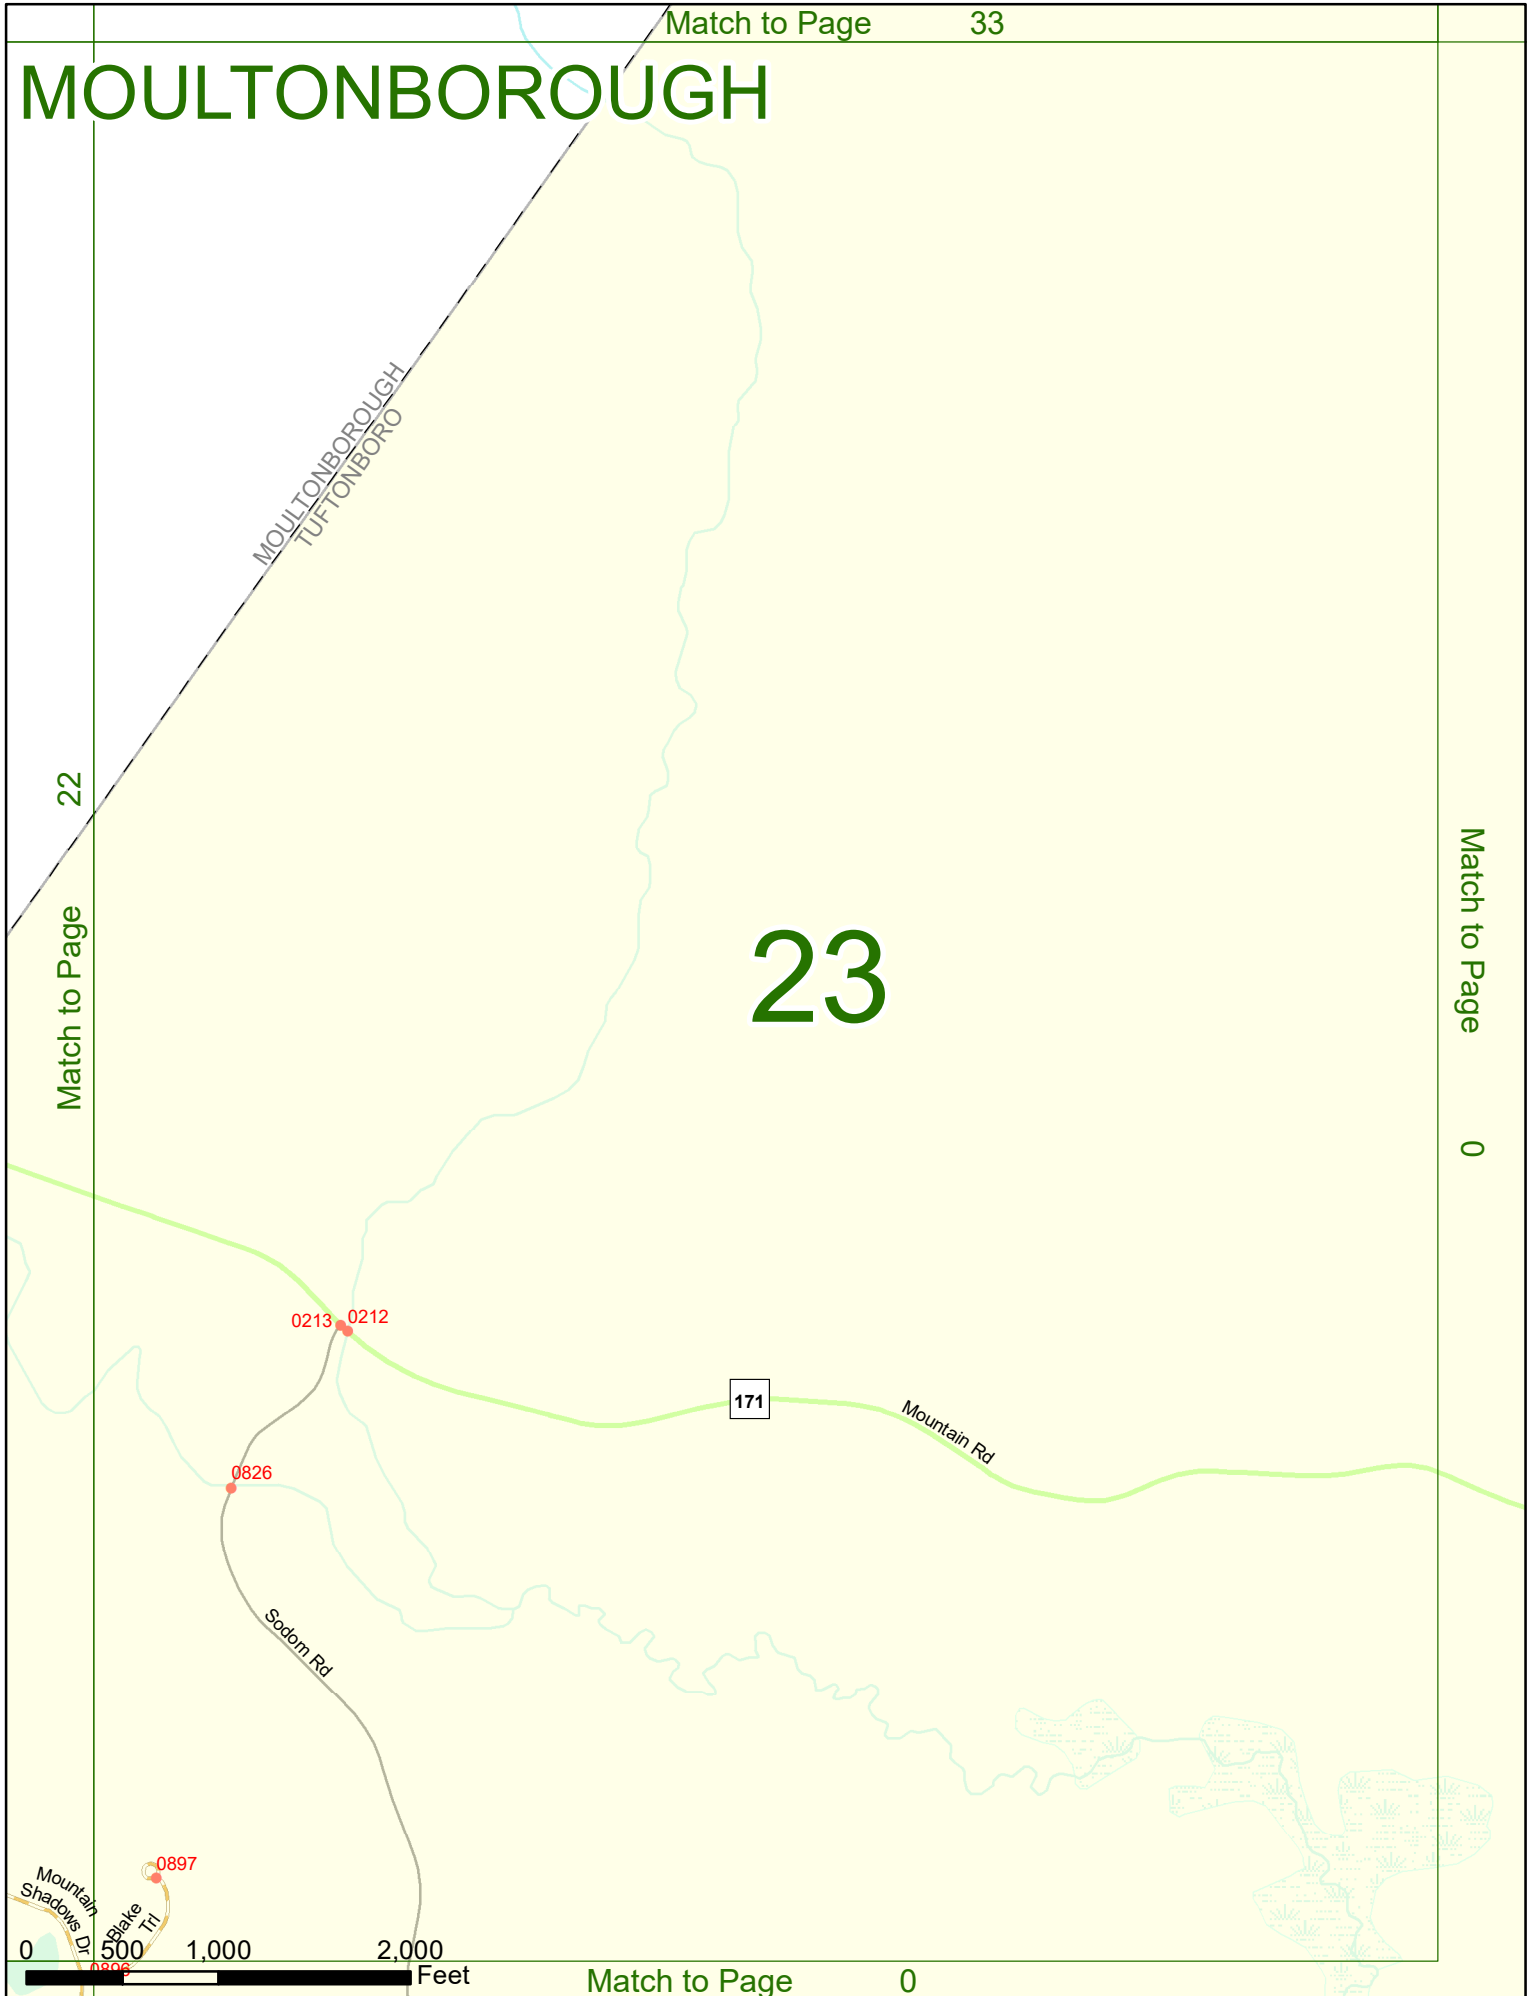 Match to Page 33
MOULTONBOROUGH
MOULTONBOROUGH
TUFTONBORO
Match to Page 22
23
Match to Page 0
0213
0212
171
Mountain Rd
0826
Sodom Rd
0897
Mountain
Shadows Dr
Blake
Trl
0 500 1,000 2,000
0896
Feet
Match to Page 0